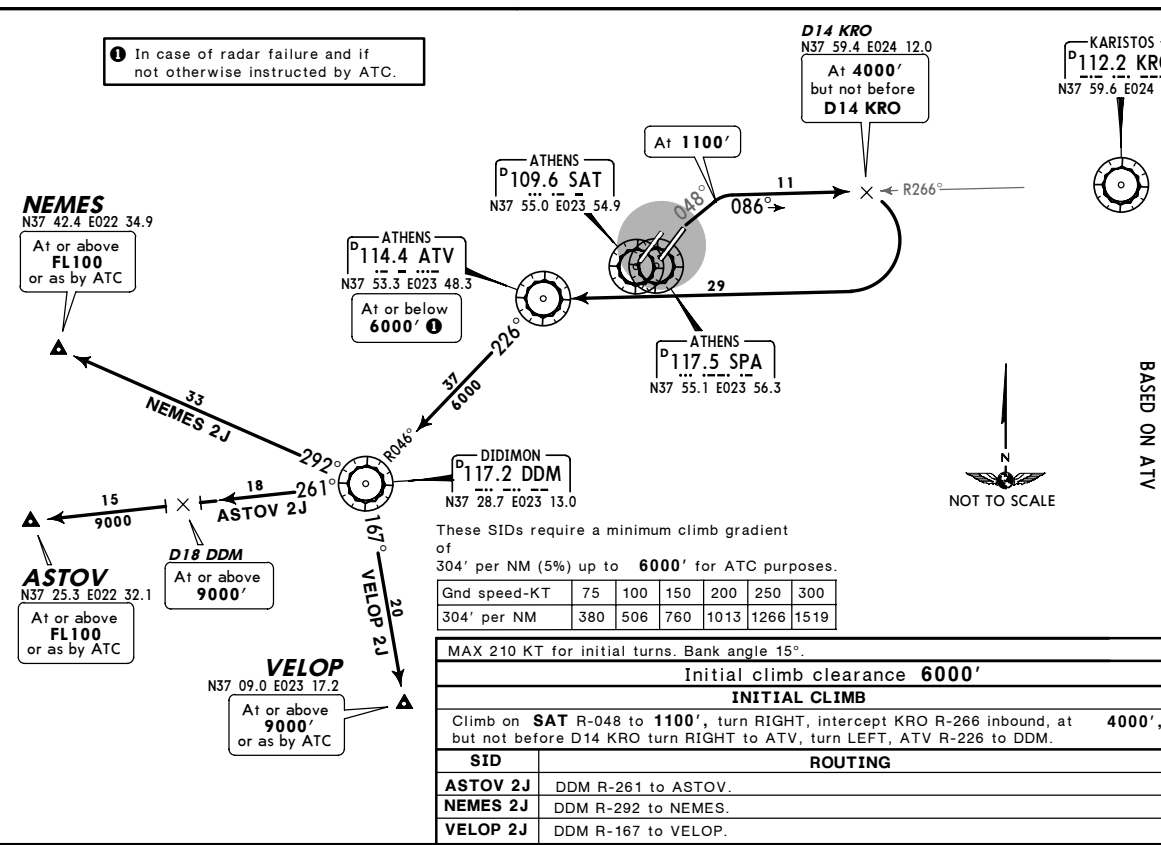 ❶ In case of radar failure and if
not otherwise instructed by ATC.
D14 KRO
N37 59.4 E024 12.0
At 4000'
but not before
D14 KRO
KARISTOS
D 112.2
N37 59.6 E024
At 1100'
ATHENS
D 109.6 SAT
N37 55.0 E023 54.9
048°
11
086°
R266°
NEMES
N37 42.4 E022 34.9
At or above
FL100
or as by ATC
ATHENS
D 114.4 ATV
N37 53.3 E023 48.3
At or below
6000' ❶
29
226°
ATHENS
D 117.5 SPA
N37 55.1 E023 56.3
37
6000
R046°
33
NEMES 2J
292°
DIDIMON
D 117.2 DDM
N37 28.7 E023 13.0
BASED ON ATV
N
NOT TO SCALE
15
9000
18
261°
ASTOV 2J
D18 DDM
At or above
9000'
ASTOV
N37 25.3 E022 32.1
At or above
FL100
or as by ATC
167°
20
VELOP 2J
VELOP
N37 09.0 E023 17.2
At or above
9000'
or as by ATC
These SIDs require a minimum climb gradient
of
304' per NM (5%) up to 6000' for ATC purposes.
Gnd speed-KT 75 100 150 200 250 300
304' per NM 380 506 760 1013 1266 1519
MAX 210 KT for initial turns. Bank angle 15°.
Initial climb clearance 6000'
INITIAL CLIMB
Climb on SAT R-048 to 1100', turn RIGHT, intercept KRO R-266 inbound, at 4000',
but not before D14 KRO turn RIGHT to ATV, turn LEFT, ATV R-226 to DDM.
SID ROUTING
ASTOV 2J DDM R-261 to ASTOV.
NEMES 2J DDM R-292 to NEMES.
VELOP 2J DDM R-167 to VELOP.